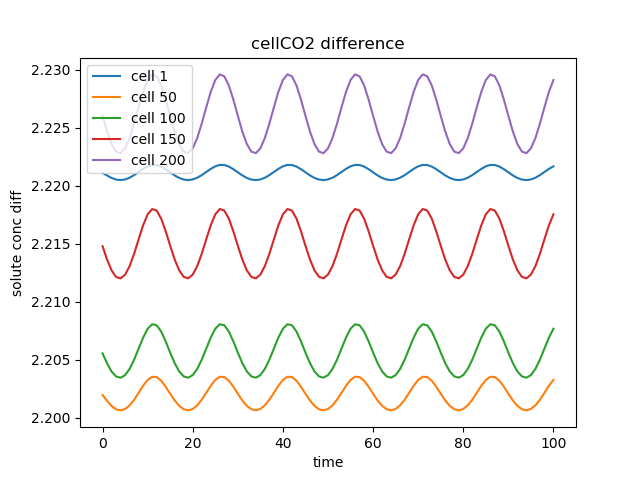 cellCO2 difference
2.230
2.225
2.220
2.215
2.210
2.205
2.200
solute conc diff
cell 1
cell 50
cell 100
cell 150
cell 200
0
20
40
60
80
100
time